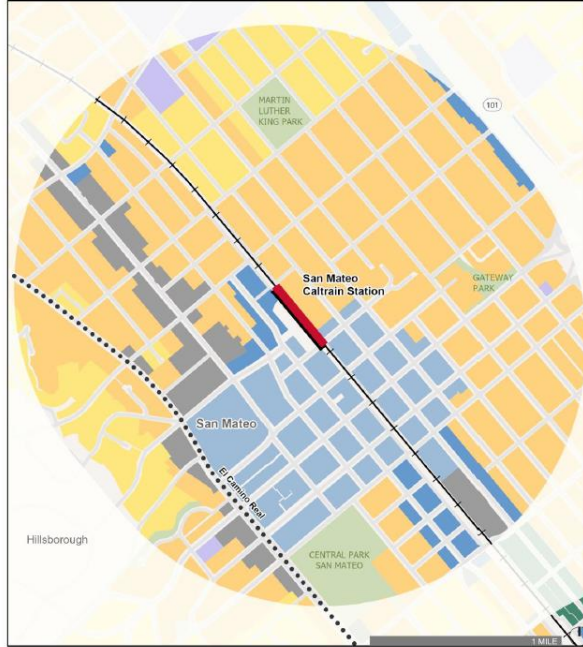 MARTIN
LUTHER
KING PARK
101
San Mateo
Caltrain Station
GATEWAY
PARK
San Mateo
El Camino Real
Hillsborough
CENTRAL PARK
SAN MATEO
1 MILE